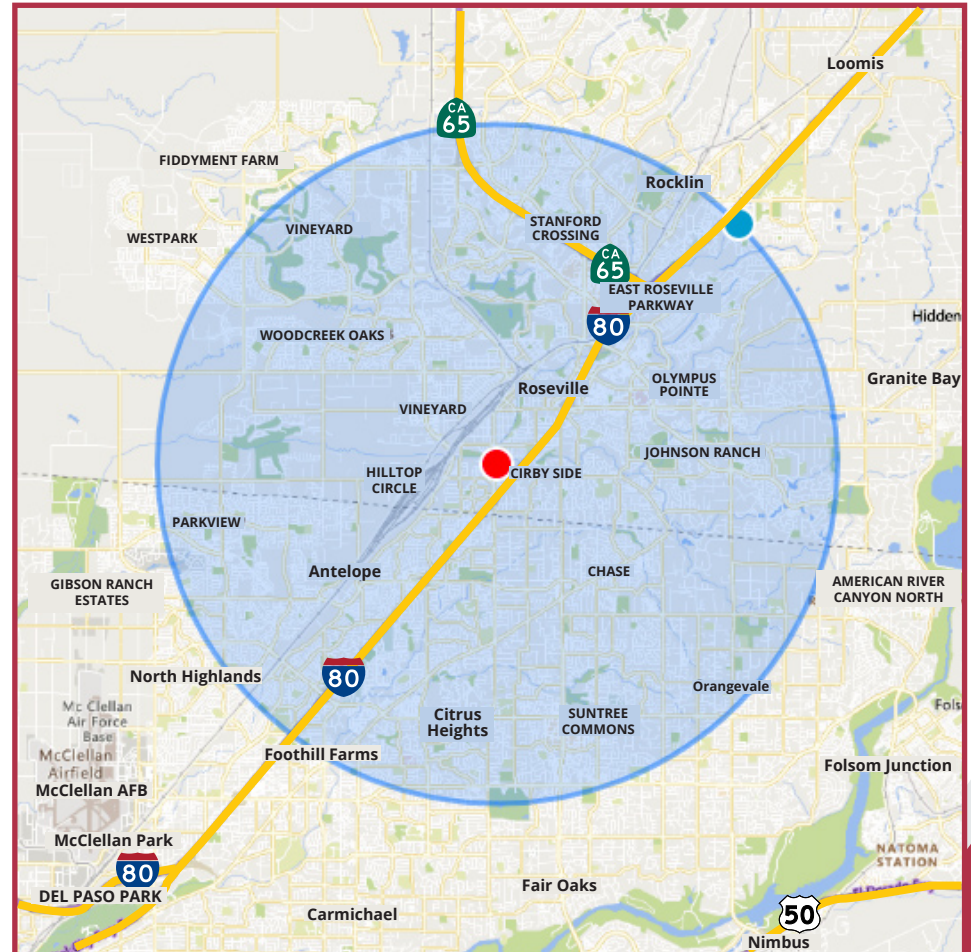 Loomis
CA
65
FIDDYMENT FARM
Rocklin
VINEYARD
STANFORD
CROSSING
WESTPARK
CA
65
EAST ROSEVILLE
PARKWAY
Hidden
80
WOODCREEK OAKS
Granite Bay
OLYMPUS
POINTE
Roseville
VINEYARD
JOHNSON RANCH
HILLTOP
CIRCLE
CIRBY SIDE
PARKVIEW
Antelope
CHASE
GIBSON RANCH
ESTATES
AMERICAN RIVER
CANYON NORTH
North Highlands
80
Orangevale
Mc Clellan
Air Force
Base
Fols
Citrus
Heights
SUNTREE
COMMONS
McClellan
Airfield
Foothill Farms
McClellan AFB
Folsom Junction
McClellan Park
NATOMA
STATION
80
DEL PASO PARK
Fair Oaks
Carmichael
50
Nimbus